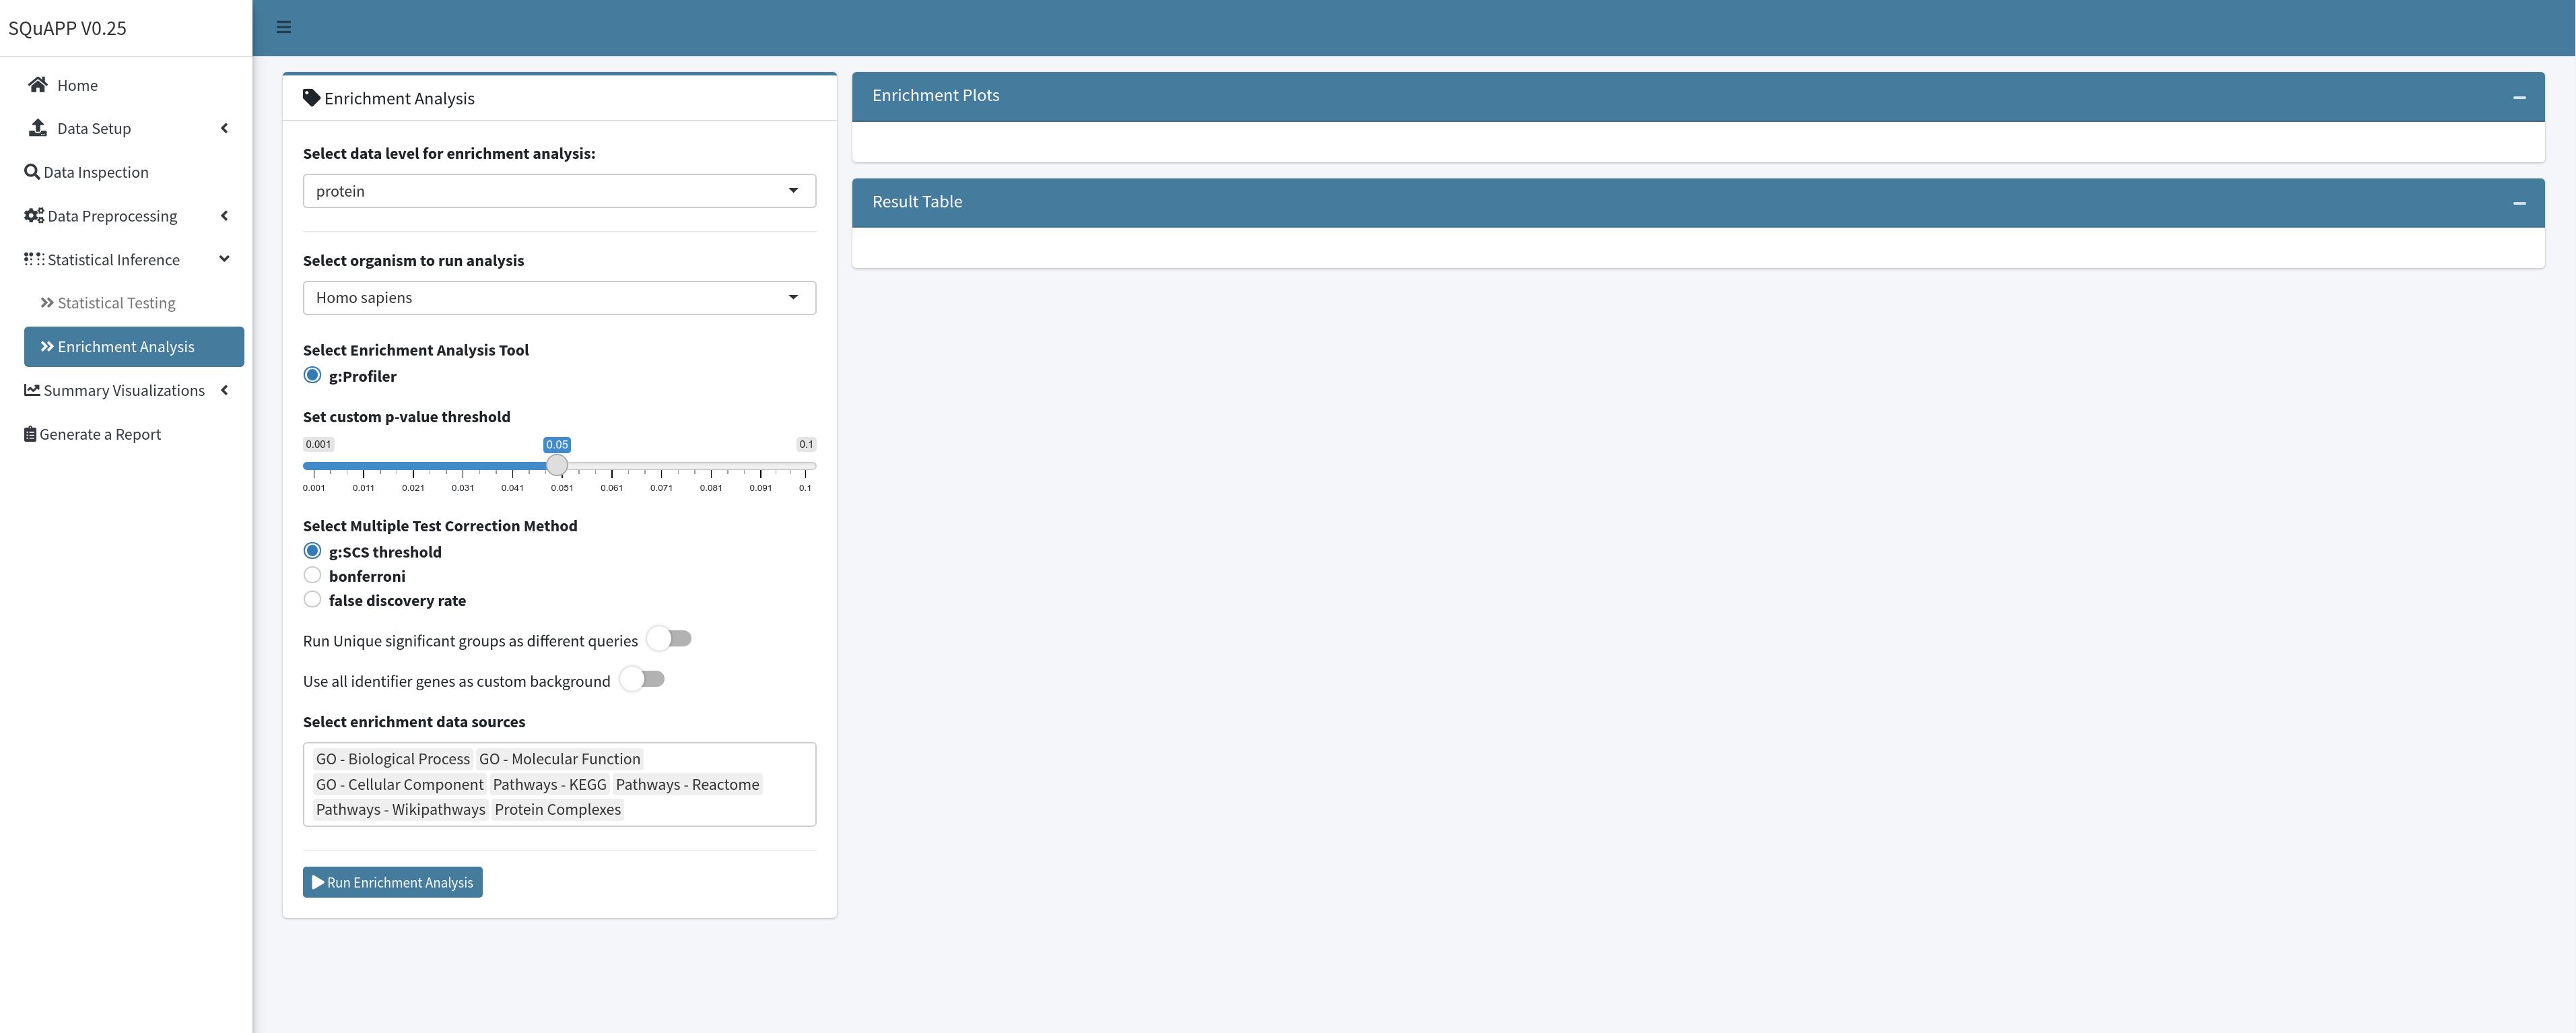 SQuAPP V0.25
Home
Data Setup
Data Inspection
Data Preprocessing
Statistical Inference
Statistical Testing
Enrichment Analysis
Summary Visualizations
Generate a Report
Enrichment Analysis
Select data level for enrichment analysis:
protein
Select organism to run analysis
Homo sapiens
Select Enrichment Analysis Tool
g:Profiler
Set custom p-value threshold
0.001 0.05 0.1
0.001 0.011 0.021 0.031 0.041 0.051 0.061 0.071 0.081 0.091 0.1
Select Multiple Test Correction Method
g:SCS threshold
bonferroni
false discovery rate
Run Unique significant groups as different queries
Use all identifier genes as custom background
Select enrichment data sources
GO - Biological Process GO - Molecular Function
GO - Cellular Component Pathways - KEGG Pathways - Reactome
Pathways - Wikipathways Protein Complexes
Run Enrichment Analysis
Enrichment Plots
Result Table